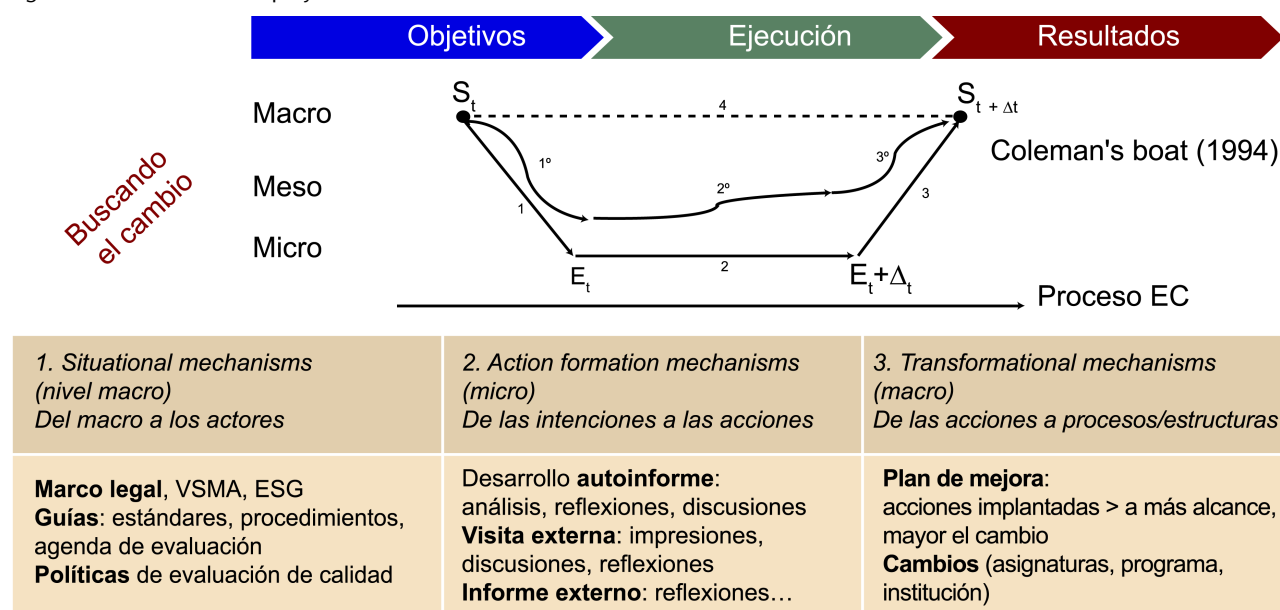 Objetivos
Ejecución
Resultados
Macro
Meso
Micro
Buscando
el cambio
S t
4
S t + Δt
1º
2º
3º
1
2
3
E t
E t +Δ t
Coleman's boat (1994)
Proceso EC
1. Situational mechanisms
(nivel macro)
Del macro a los actores
2. Action formation mechanisms
(micro)
De las intenciones a las acciones
3. Transformational mechanisms
(macro)
De las acciones a procesos/estructuras
Marco legal, VSMA, ESG
Guías: estándares, procedimientos,
agenda de evaluación
Políticas de evaluación de calidad
Desarrollo autoinforme:
análisis, reflexiones, discusiones
Visita externa: impresiones,
discusiones, reflexiones
Informe externo: reflexiones…
Plan de mejora:
acciones implantadas > a más alcance,
mayor el cambio
Cambios (asignaturas, programa,
institución)